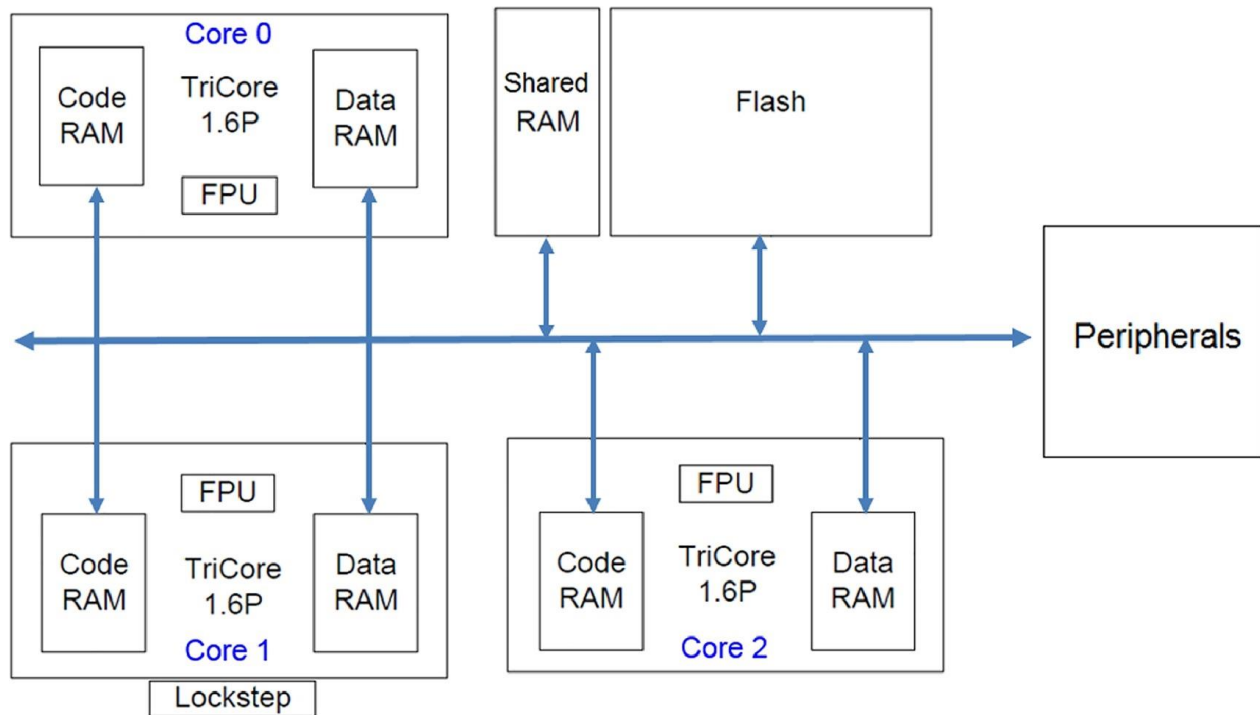 Core 0
Code
RAM
TriCore
1.6P
Data
RAM
FPU
Shared
RAM
Flash
Peripherals
FPU
Code
RAM
TriCore
1.6P
Data
RAM
Core 1
Lockstep
FPU
Code
RAM
TriCore
1.6P
Data
RAM
Core 2